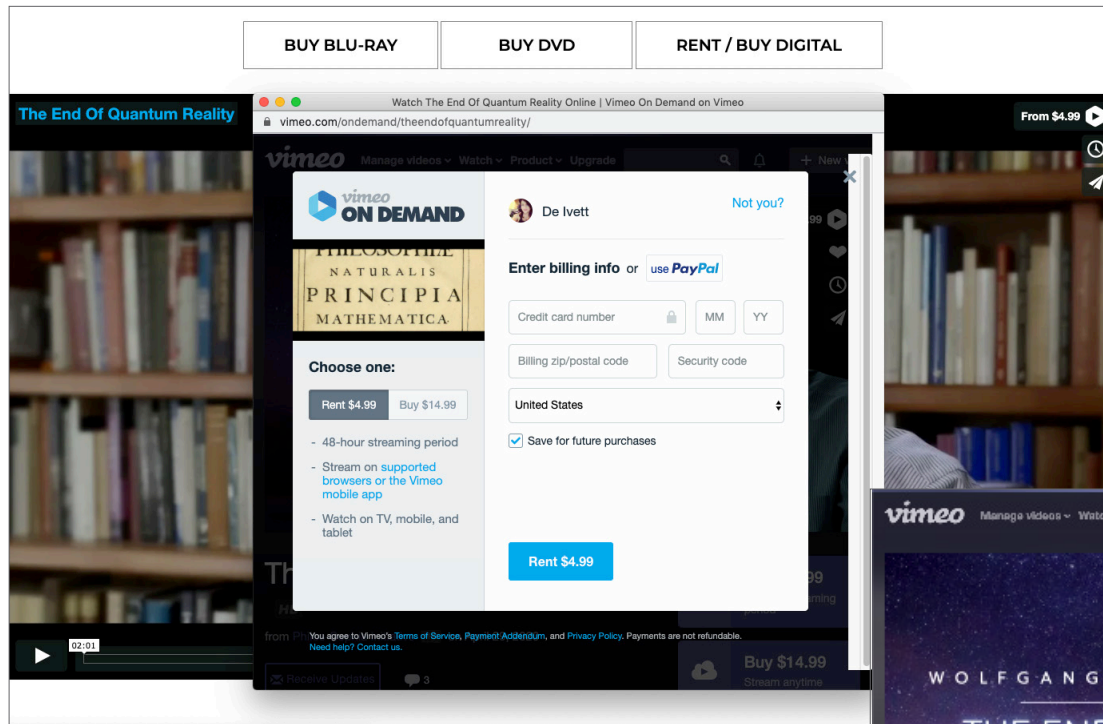 BUY BLU-RAY
BUY DVD
RENT / BUY DIGITAL
The End Of Quantum Reality
From $4.99
Watch The End Of Quantum Reality Online | Vimeo On Demand on Vimeo
vimeo.com/ondemand/theendofquantumreality/
vimeo Manage videos Watch Product Upgrade + New v
vimeo
ON DEMAND
PHILOSOPHIÆ
NATURALIS
PRINCIPIA
MATHEMATICA
Choose one:
Rent $4.99 Buy $14.99
- 48-hour streaming period
- Stream on supported
browsers or the Vimeo
mobile app
- Watch on TV, mobile, and
tablet
De Ivett
Not you?
Enter billing info or use PayPal
Credit card number MM YY
Billing zip/postal code Security code
United States
Save for future purchases
Rent $4.99
You agree to Vimeo's Terms of Service, Payment Addendum, and Privacy Policy. Payments are not refundable.
Need help? Contact us.
02:01
Th
from
Receive Updates
3
Buy $14.99
Stream anytime
vimeo Manage videos Watc
WOLFGANG
THE END